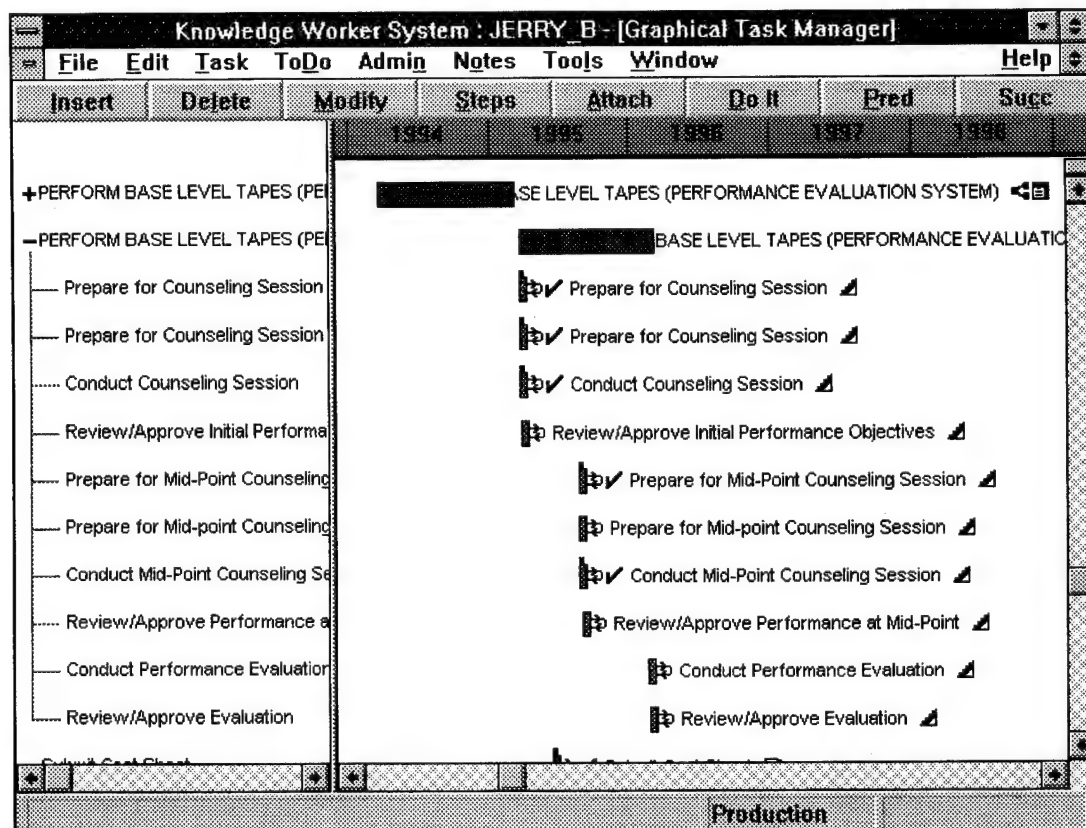 Knowledge Worker System : JERRY_B - [Graphical Task Manager]
File Edit Task ToDo Admin Notes Tools Window Help
Insert Delete Modify Steps Attach Do It Pred Succ
1994 1995 1996 1997 1998
+PERFORM BASE LEVEL TAPES (PE
ASE LEVEL TAPES (PERFORMANCE EVALUATION SYSTEM)
-PERFORM BASE LEVEL TAPES (PE
BASE LEVEL TAPES (PERFORMANCE EVALUATIO
Prepare for Counseling Session
✓ Prepare for Counseling Session
Prepare for Counseling Session
✓ Prepare for Counseling Session
Conduct Counseling Session
✓ Conduct Counseling Session
Review/Approve Initial Performa
Review/Approve Initial Performance Objectives
Prepare for Mid-Point Counseling
✓ Prepare for Mid-Point Counseling Session
Prepare for Mid-point Counseling
Prepare for Mid-point Counseling Session
Conduct Mid-Point Counseling Se
✓ Conduct Mid-Point Counseling Session
Review/Approve Performance a
Review/Approve Performance at Mid-Point
Conduct Performance Evaluation
Conduct Performance Evaluation
Review/Approve Evaluation
Review/Approve Evaluation
Production